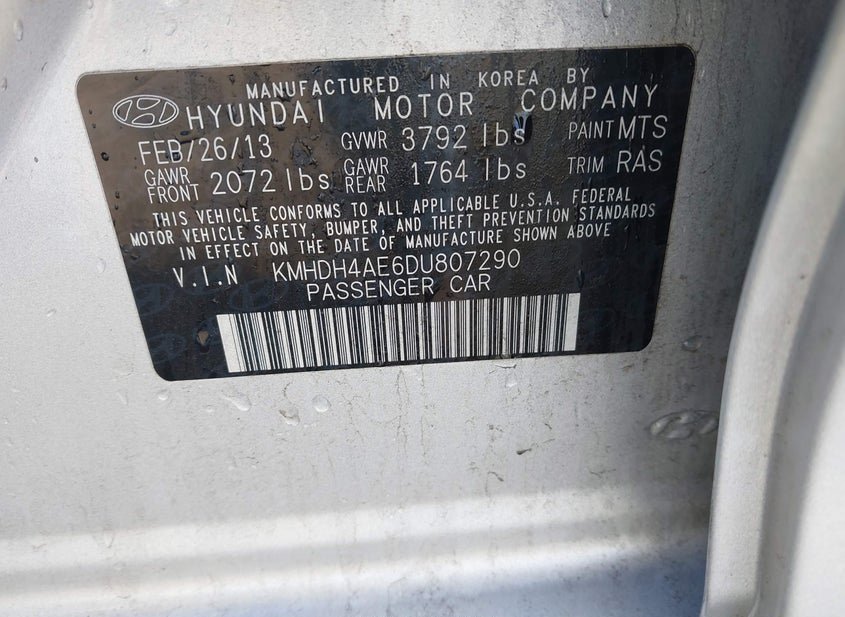 MANUFACTURED IN KOREA BY
HYUNDAI MOTOR COMPANY
FEB/26/13 GVWR 3792 lbs PAINT MTS
GAWR FRONT 2072 lbs GAWR REAR 1764 lbs TRIM RAS
THIS VEHICLE CONFORMS TO ALL APPLICABLE U.S.A. FEDERAL
MOTOR VEHICLE SAFETY, BUMPER, AND THEFT PREVENTION STANDARDS
IN EFFECT ON THE DATE OF MANUFACTURE SHOWN ABOVE
V.I.N KMHDH4AE6DU807290
PASSENGER CAR